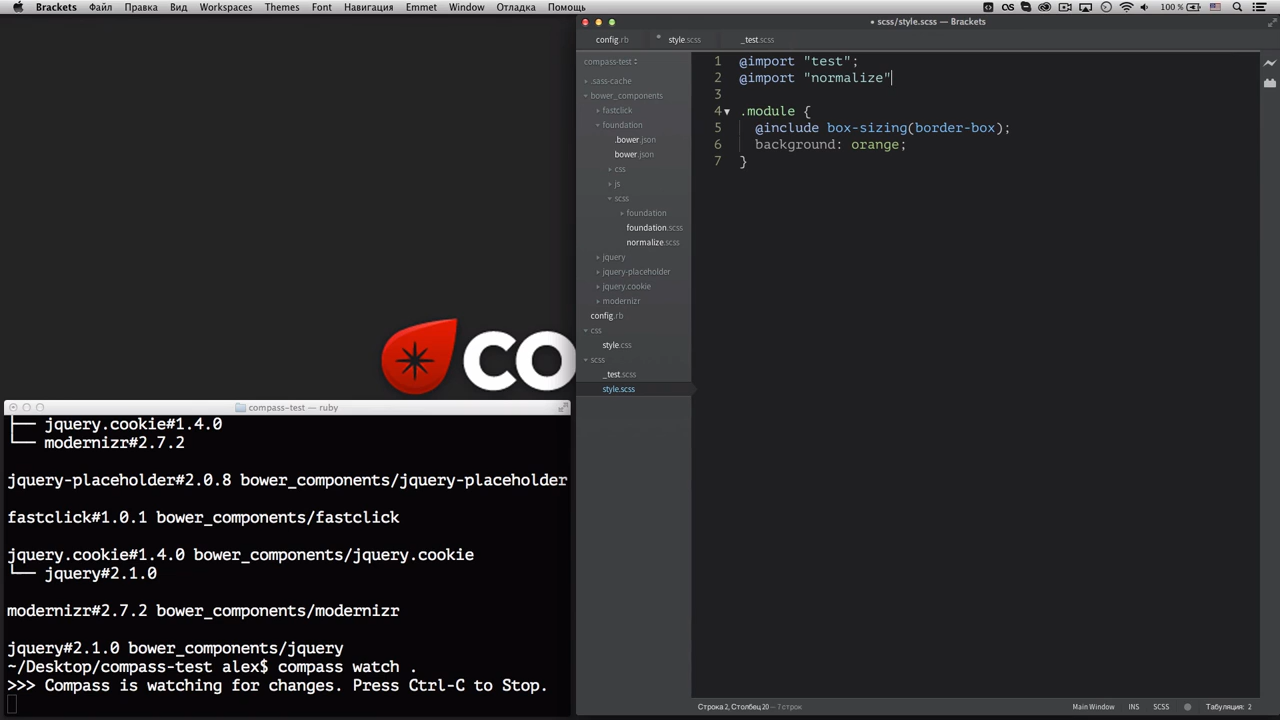 Brackets Файл Правка Вид Workspaces Themes Font Навигация Emmet Window Отладка Помощь 100 %
scss/style.scss — Brackets
config.rb style.scss _test.scss
compass-test
.sass-cache
bower_components
fastclick
foundation
.bower.json
bower.json
css
js
scss
foundation
foundation.scss
normalize.scss
jquery
jquery-placeholder
jquery.cookie
modernizr
config.rb
css
style.css
scss
_test.scss
style.scss
1 @import "test";
2 @import "normalize"
3
4 .module {
5 @include box-sizing(border-box);
6 background: orange;
7 }
CO
compass-test — ruby
├── jquery.cookie#1.4.0
└── modernizr#2.7.2
jquery-placeholder#2.0.8 bower_components/jquery-placeholder
fastclick#1.0.1 bower_components/fastclick
jquery.cookie#1.4.0 bower_components/jquery.cookie
└── jquery#2.1.0
modernizr#2.7.2 bower_components/modernizr
jquery#2.1.0 bower_components/jquery
~/Desktop/compass-test alex$ compass watch .
>>> Compass is watching for changes. Press Ctrl-C to Stop.
Строка 2, Столбец 20 — 7 строк Main Window INS SCSS Табуляция: 2